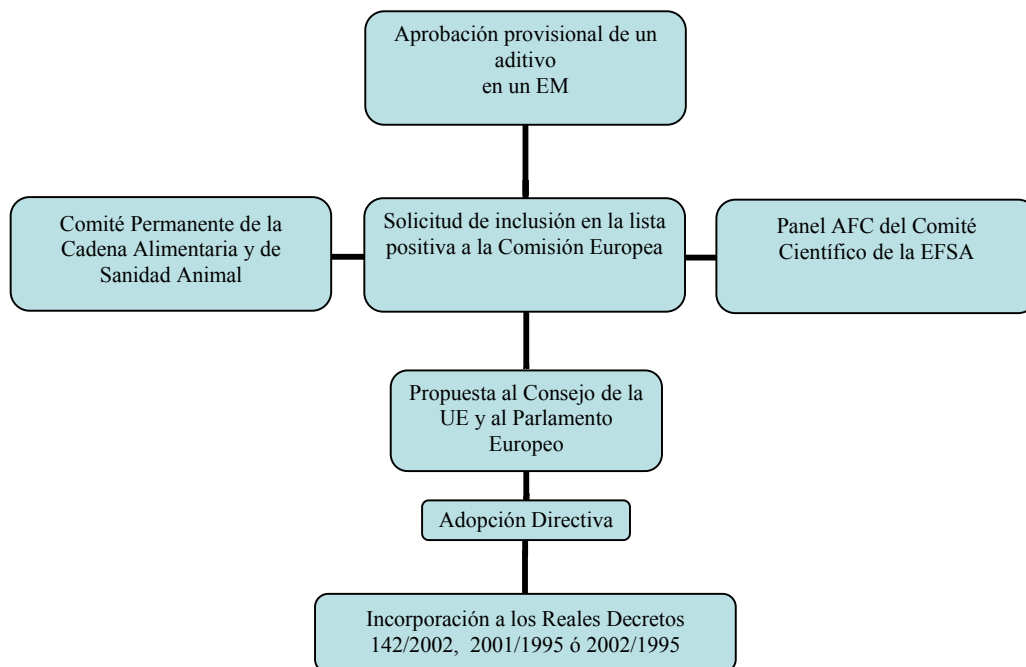 Aprobación provisional de un
aditivo
en un EM
Comité Permanente de la
Cadena Alimentaria y de
Sanidad Animal
Solicitud de inclusión en la lista
positiva a la Comisión Europea
Panel AFC del Comité
Científico de la EFSA
Propuesta al Consejo de la
UE y al Parlamento
Europeo
Adopción Directiva
Incorporación a los Reales Decretos
142/2002, 2001/1995 ó 2002/1995